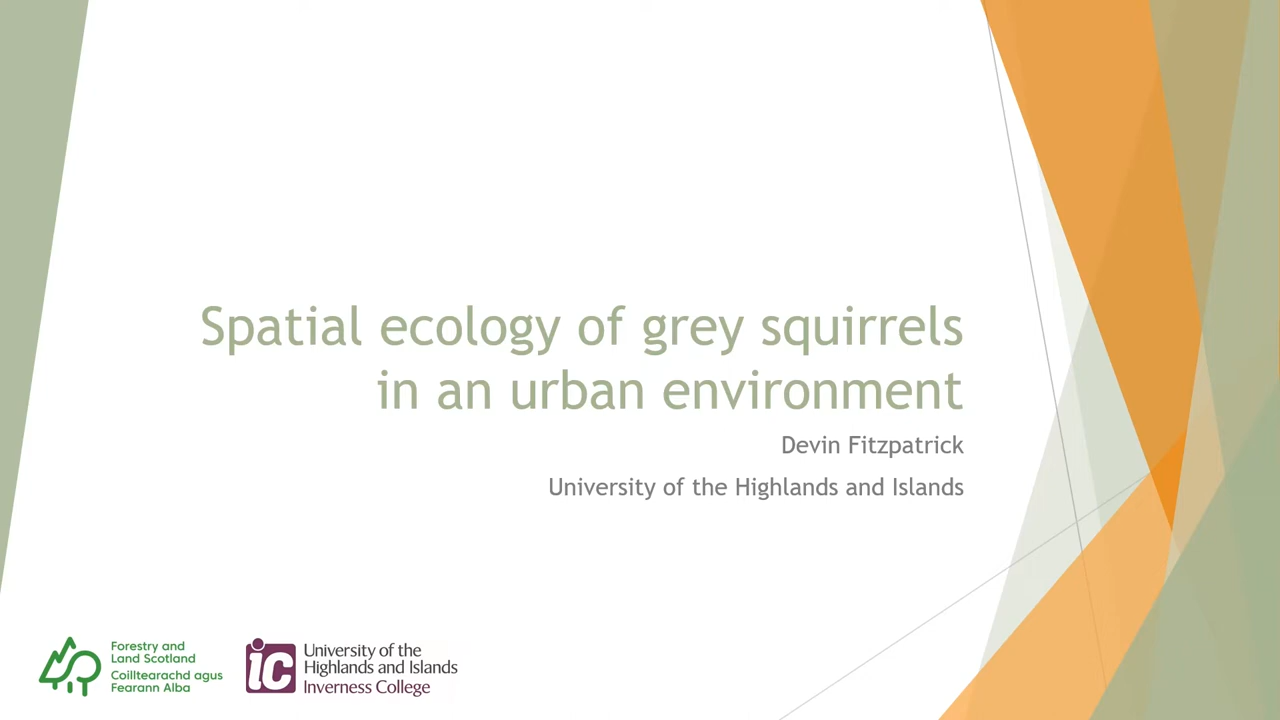 Spatial ecology of grey squirrels
in an urban environment
Devin Fitzpatrick
University of the Highlands and Islands
Forestry and
Land Scotland
Coilltearachd agus
Fearann Alba
ic
University of the
Highlands and Islands
Inverness College